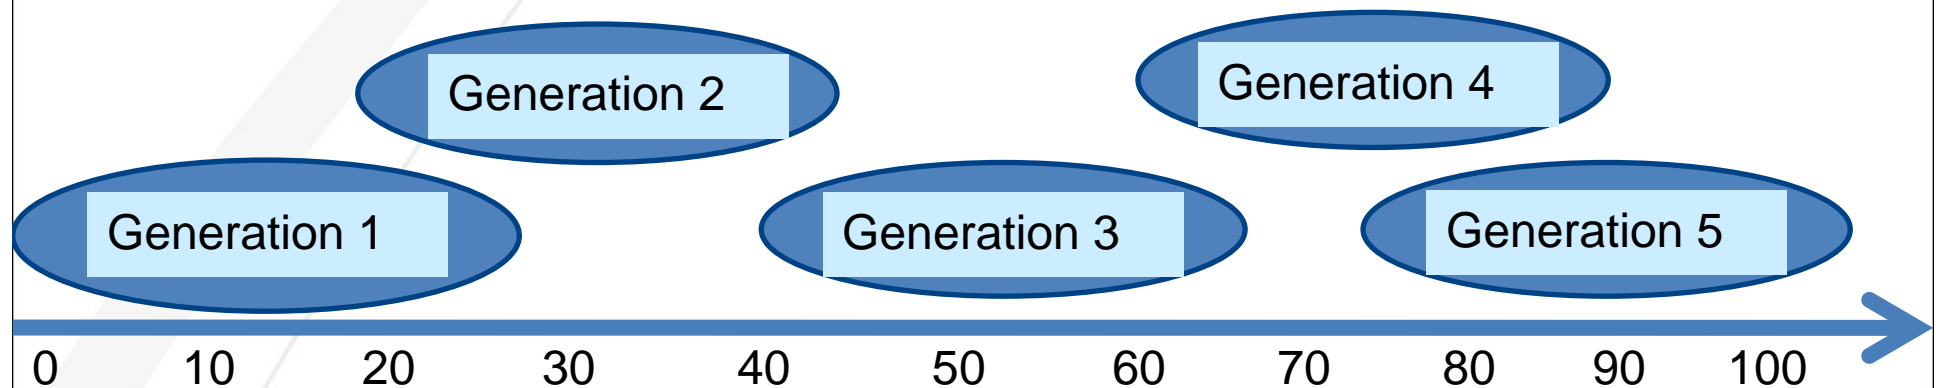 Generation 2
Generation 4
Generation 1
Generation 3
Generation 5
0 10 20 30 40 50 60 70 80 90 100